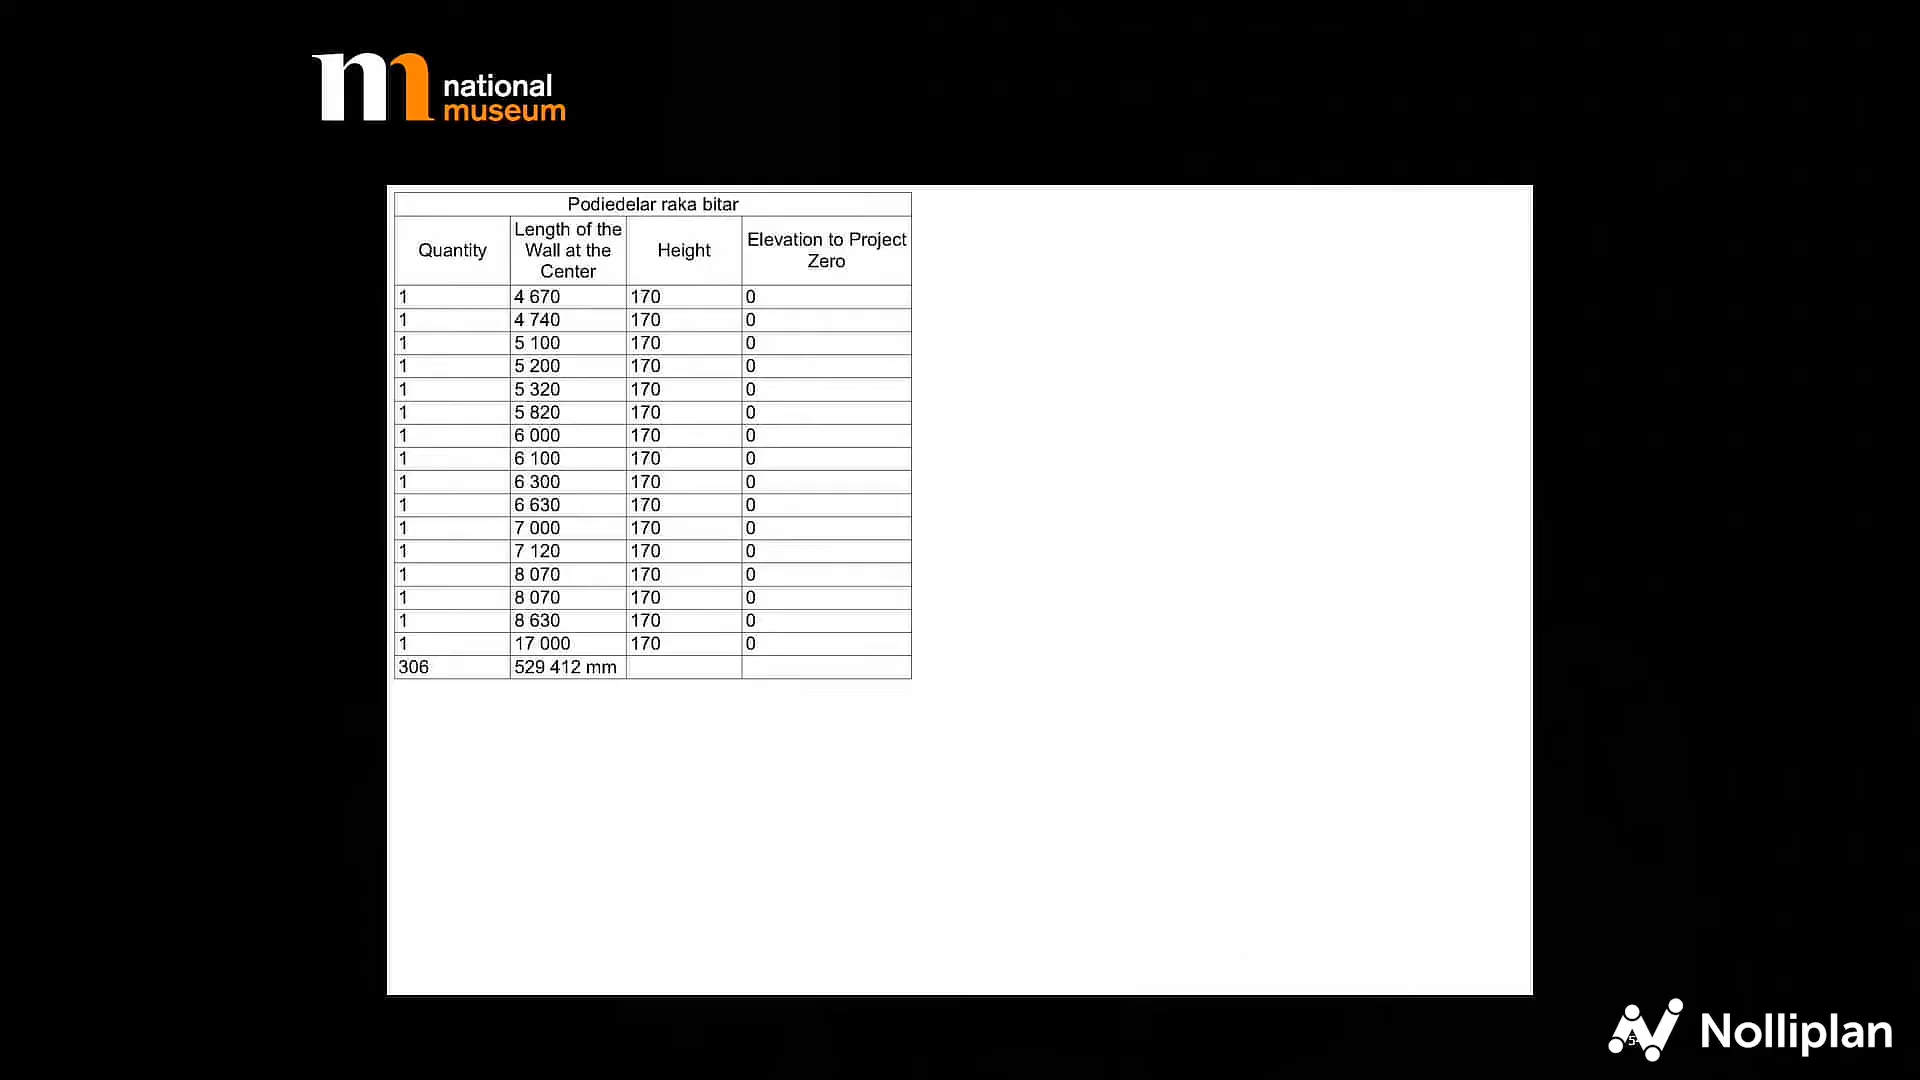 national
museum
Podiedelar raka bitar
Quantity Length of the Wall at the Center Height Elevation to Project Zero
1 4 670 170 0
1 4 740 170 0
1 5 100 170 0
1 5 200 170 0
1 5 320 170 0
1 5 820 170 0
1 6 000 170 0
1 6 100 170 0
1 6 300 170 0
1 6 630 170 0
1 7 000 170 0
1 7 120 170 0
1 8 070 170 0
1 8 070 170 0
1 8 630 170 0
1 17 000 170 0
306 529 412 mm
Nolliplan